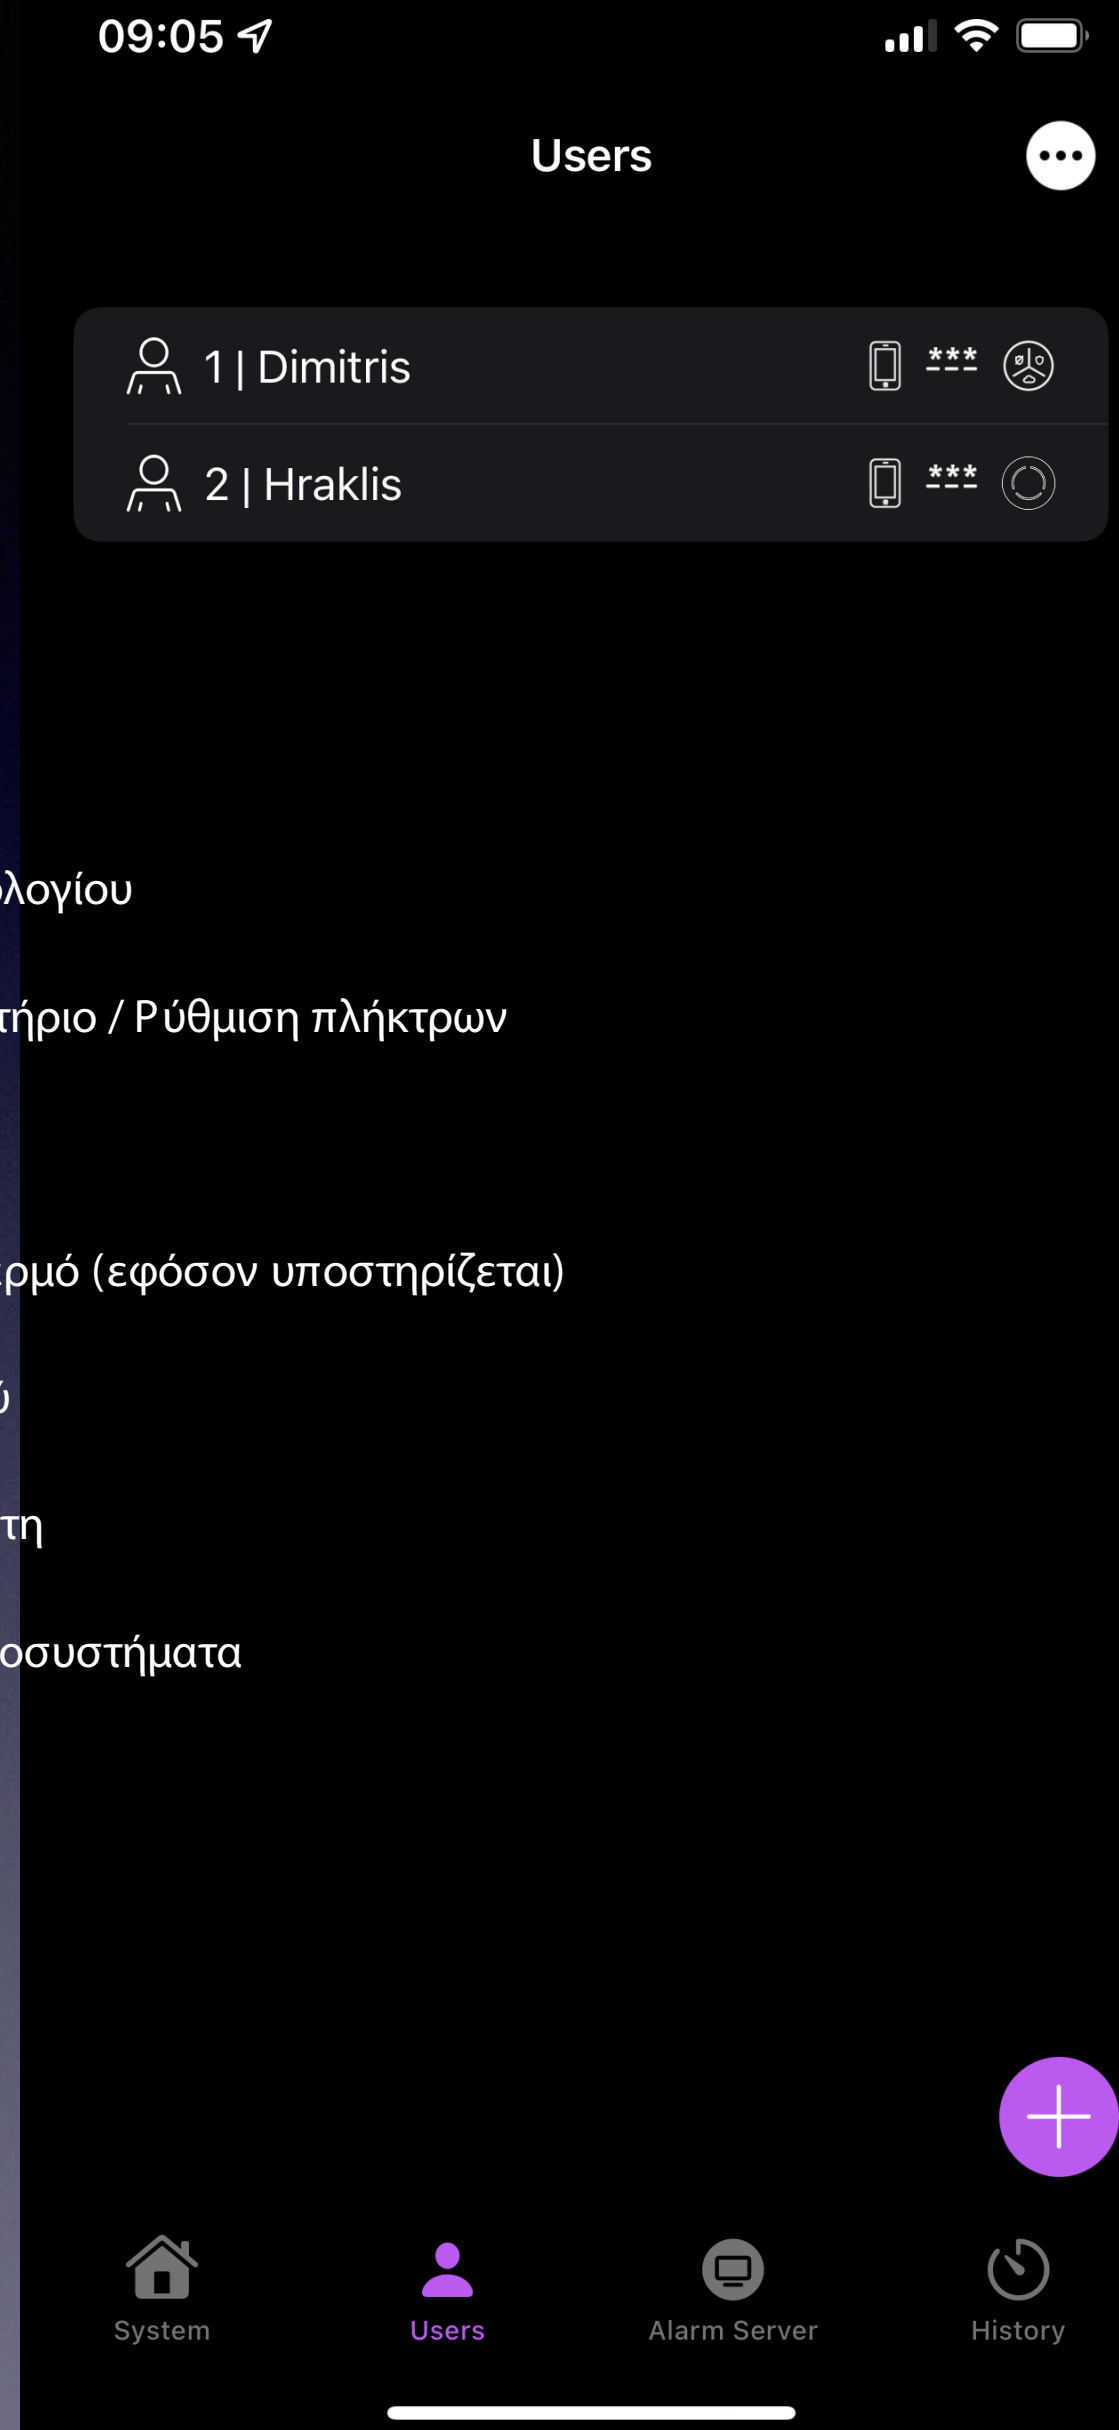 09:05
Users
1 | Dimitris ***
2 | Hraklis ***
λογίου
τήριο / Ρύθμιση πλήκτρων
ρμό (εφόσον υποστηρίζεται)
ύ
τη
οσυστήματα
System Users Alarm Server History